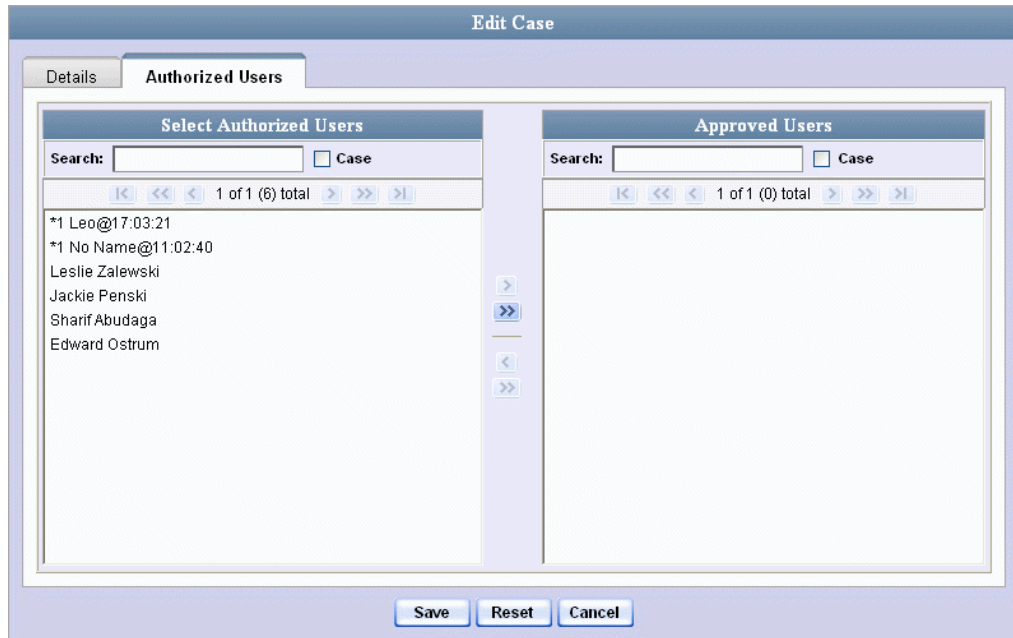 Edit Case
Details
Authorized Users
Select Authorized Users
Search:
Case
|< << < 1 of 1 (6) total > >> >|
*1 Leo@17:03:21
*1 No Name@11:02:40
Leslie Zalewski
Jackie Penski
Sharif Abudaga
Edward Ostrum
>
>>
<
>>
Approved Users
Search:
Case
|< << < 1 of 1 (0) total > >> >|
Save
Reset
Cancel